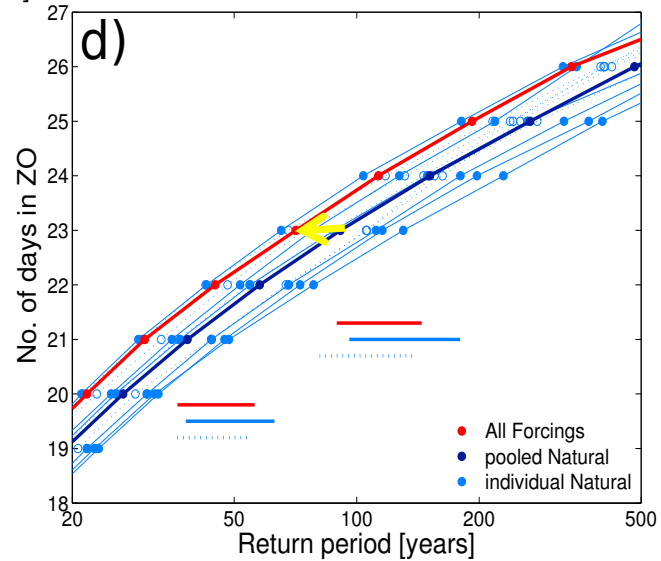 d)
No. of days in ZO
27
26
25
24
23
22
21
20
19
18
20
50
100
200
500
Return period [years]
All Forcings
pooled Natural
individual Natural